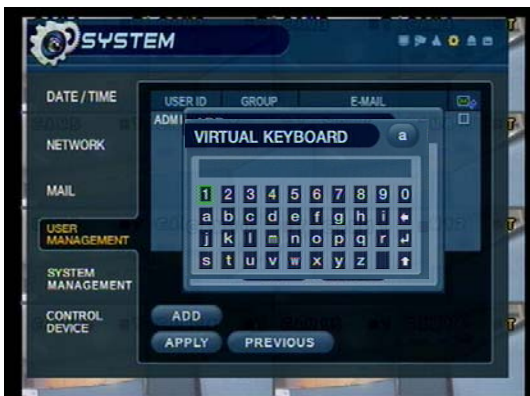 SYSTEM
DATE / TIME
USER ID GROUP E-MAIL
ADMI
VIRTUAL KEYBOARD a
NETWORK
MAIL
1 2 3 4 5 6 7 8 9 0
a b c d e f g h i
USER
MANAGEMENT
j k l m n o p q r
s t u v w x y z
SYSTEM
MANAGEMENT
CONTROL
DEVICE
ADD
APPLY PREVIOUS